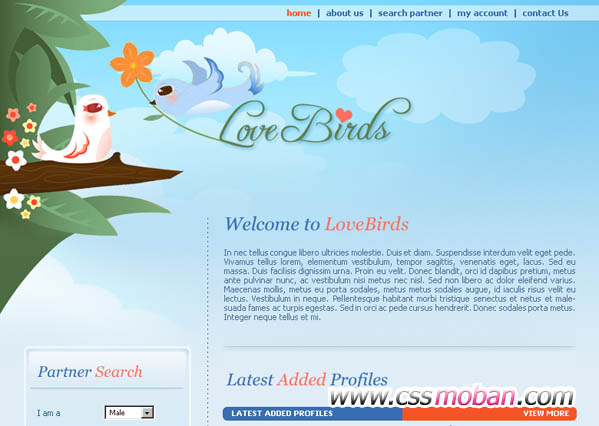 home | about us | search partner | my account | contact Us
Love Birds
Welcome to LoveBirds
In nec tellus congue libero ultricies molestie. Duis et diam. Suspendisse interdum velit eget pede.
Vivamus tellus lorem, elementum vestibulum, tempor sagittis, venenatis eget, lacus. Sed eu
massa. Duis facilisis dignissim urna. Proin eu velit. Donec blandit, orci id dapibus pretium, metus
ante pulvinar nunc, ac vestibulum nisi metus nec nisl. Sed non libero ac dolor eleifend varius.
Maecenas mollis, metus eu porta sodales, metus metus sodales augue, id iaculis risus velit eu
lectus. Vestibulum in neque. Pellentesque habitant morbi tristique senectus et netus et male-
suada fames ac turpis egestas. Sed in orci ac pede cursus hendrerit. Donec sodales porta metus.
Integer neque tellus et mi.
Partner Search
I am a Male
Latest Added Profiles
www.cssmoban.com
LATEST ADDED PROFILES VIEW MORE